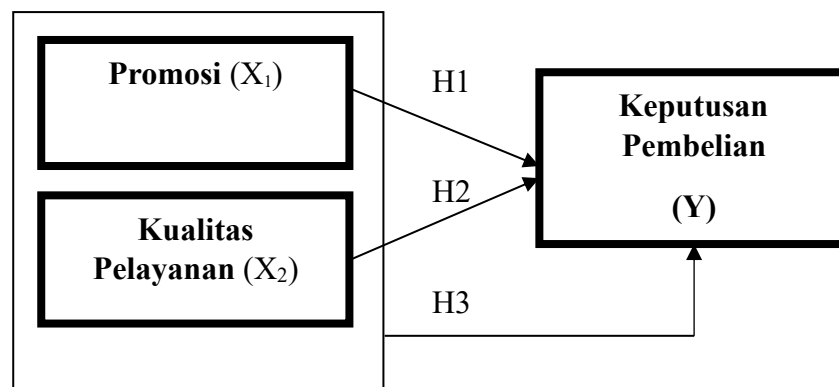 Promosi (X₁)
H1
Keputusan
Pembelian
(Y)
H2
Kualitas
Pelayanan (X₂)
H3